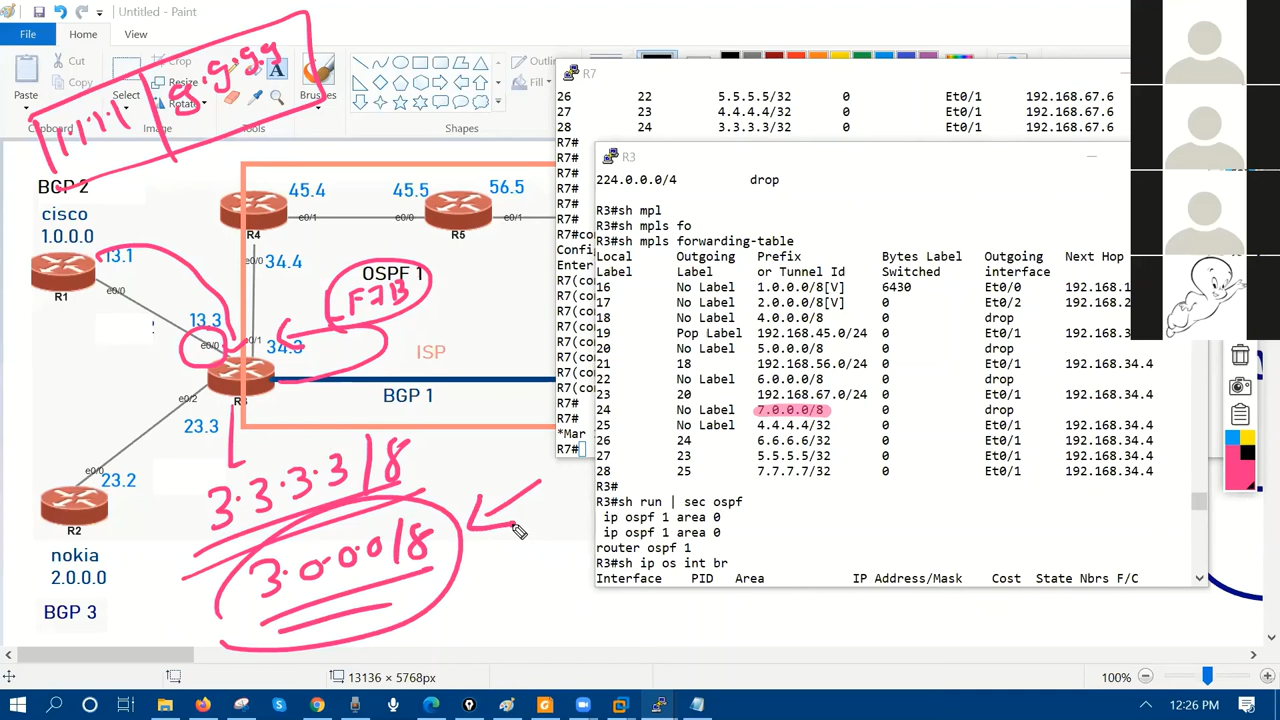 Untitled - Paint
File
Home
View
Paste
Cut
Copy
Clipboard
Select
Crop
Resize
Rotate
Image
Tools
A
Brushes
Shapes
Outline
Fill
1.1.1.1
g.g.g.g
BGP 2
cisco
1.0.0.0
13.1
R1
e0/0
13.3
e0/0
45.4
R4
e0/1
e0/0
34.4
45.5
e0/0
R5
56.5
e0/1
OSPF 1
F7B
e0/1
34.3
ISP
BGP 1
e0/2
23.3
e0/0
23.2
R2
nokia
2.0.0.0
BGP 3
3.3.3.3/8
3.0.0.0/8
R7
26 22 5.5.5.5/32 0 Et0/1 192.168.67.6
27 23 4.4.4.4/32 0 Et0/1 192.168.67.6
28 24 3.3.3.3/32 0 Et0/1 192.168.67.6
R7#
R7#
R7#
R7#
R7#
R7#
R7#co
Confi
Enter
R7(co
R7(co
R7(co
R7(co
R7(co
R7(co
R7(co
R7(co
R7#
R7#
*Mar
R7#
R3
224.0.0.0/4 drop
R3#sh mpl
R3#sh mpls fo
R3#sh mpls forwarding-table
Local Outgoing Prefix Bytes Label Outgoing Next Hop
Label Label or Tunnel Id Switched interface
16 No Label 1.0.0.0/8[V] 6430 Et0/0 192.168.1
17 No Label 2.0.0.0/8[V] 0 Et0/2 192.168.2
18 No Label 4.0.0.0/8 0 drop
19 Pop Label 192.168.45.0/24 0 Et0/1 192.168.3
20 No Label 5.0.0.0/8 0 drop
21 18 192.168.56.0/24 0 Et0/1 192.168.34.4
22 No Label 6.0.0.0/8 0 drop
23 20 192.168.67.0/24 0 Et0/1 192.168.34.4
24 No Label 7.0.0.0/8 0 drop
25 No Label 4.4.4.4/32 0 Et0/1 192.168.34.4
26 24 6.6.6.6/32 0 Et0/1 192.168.34.4
27 23 5.5.5.5/32 0 Et0/1 192.168.34.4
28 25 7.7.7.7/32 0 Et0/1 192.168.34.4
R3#
R3#sh run | sec ospf
ip ospf 1 area 0
ip ospf 1 area 0
router ospf 1
R3#sh ip os int br
Interface PID Area IP Address/Mask Cost State Nbrs F/C
13136 × 5768px
100%
12:26 PM